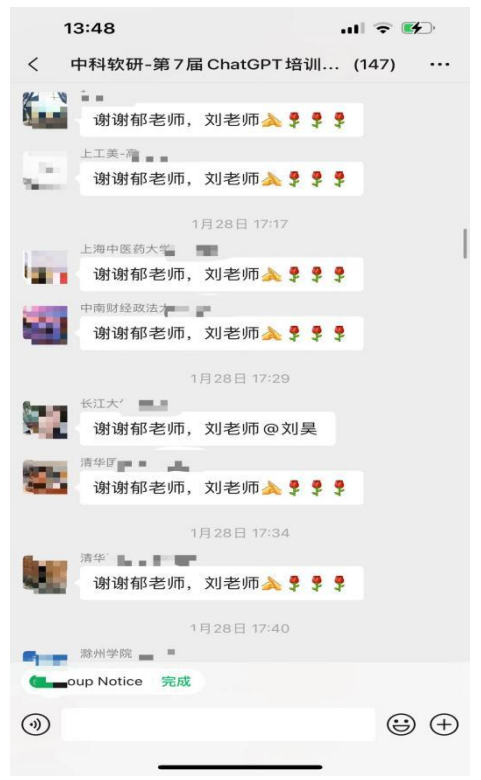 13:48
中科软研-第7届ChatGPT培训... (147)
谢谢郁老师，刘老师🙏🌹🌹🌹
上工美-高
谢谢郁老师，刘老师🙏🌹🌹🌹
1月28日 17:17
上海中医药大学
谢谢郁老师，刘老师🙏🌹🌹🌹
中南财经政法大
谢谢郁老师，刘老师🙏🌹🌹🌹
1月28日 17:29
长江大
谢谢郁老师，刘老师@刘昊
清华
谢谢郁老师，刘老师🙏🌹🌹🌹
1月28日 17:34
清华
谢谢郁老师，刘老师🙏🌹🌹🌹
1月28日 17:40
滁州学院
oup Notice 完成